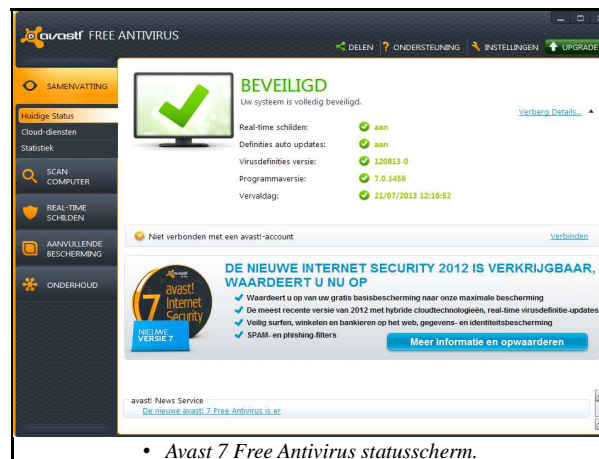 avast! FREE ANTIVIRUS
DELEN ? ONDERSTEUNING INSTELLINGEN UPGRADE
SAMENVATTING
Huidige Status
Cloud-diensten
Statistiek
SCAN
COMPUTER
REAL-TIME
SCHILDEN
AANVULLENDE
BESCHERMING
ONDERHOUD
BEVEILIGD
Uw systeem is volledig beveiligd.
Verberg Details...
Real-time schilden: aan
Definities auto updates: aan
Virusdefinities versie: 120813-0
Programmaversie: 7.0.1456
Vervaldag: 21/07/2013 12:16:52
Niet verbonden met een avast!-account Verbinden
avast!
7 Internet
Security
NIEUWE
VERSIE 7
DE NIEUWE INTERNET SECURITY 2012 IS VERKRIJGBAAR,
WAARDEERT U NU OP
Waardeert u op van uw gratis basisbescherming naar onze maximale bescherming
De meest recente versie van 2012 met hybride cloudtechnologieën, real-time virusdefinitie-updates
Veilig surfen, winkelen en bankieren op het web, gegevens- en identiteitsbescherming
SPAM- en phishing-filters
Meer informatie en opwaarderen
avast! News Service
De nieuwe avast! 7 Free Antivirus is er
• Avast 7 Free Antivirus statusscherm.